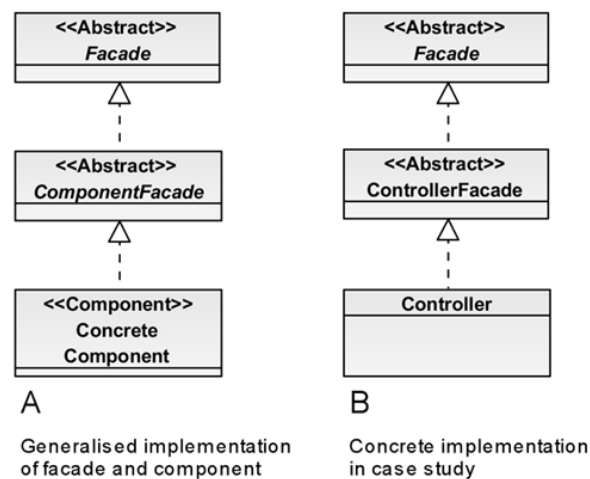 <<Abstract>>
Facade
<<Abstract>>
ComponentFacade
<<Component>>
Concrete
Component
A
Generalised implementation
of facade and component
<<Abstract>>
Facade
<<Abstract>>
ControllerFacade
Controller
B
Concrete implementation
in case study